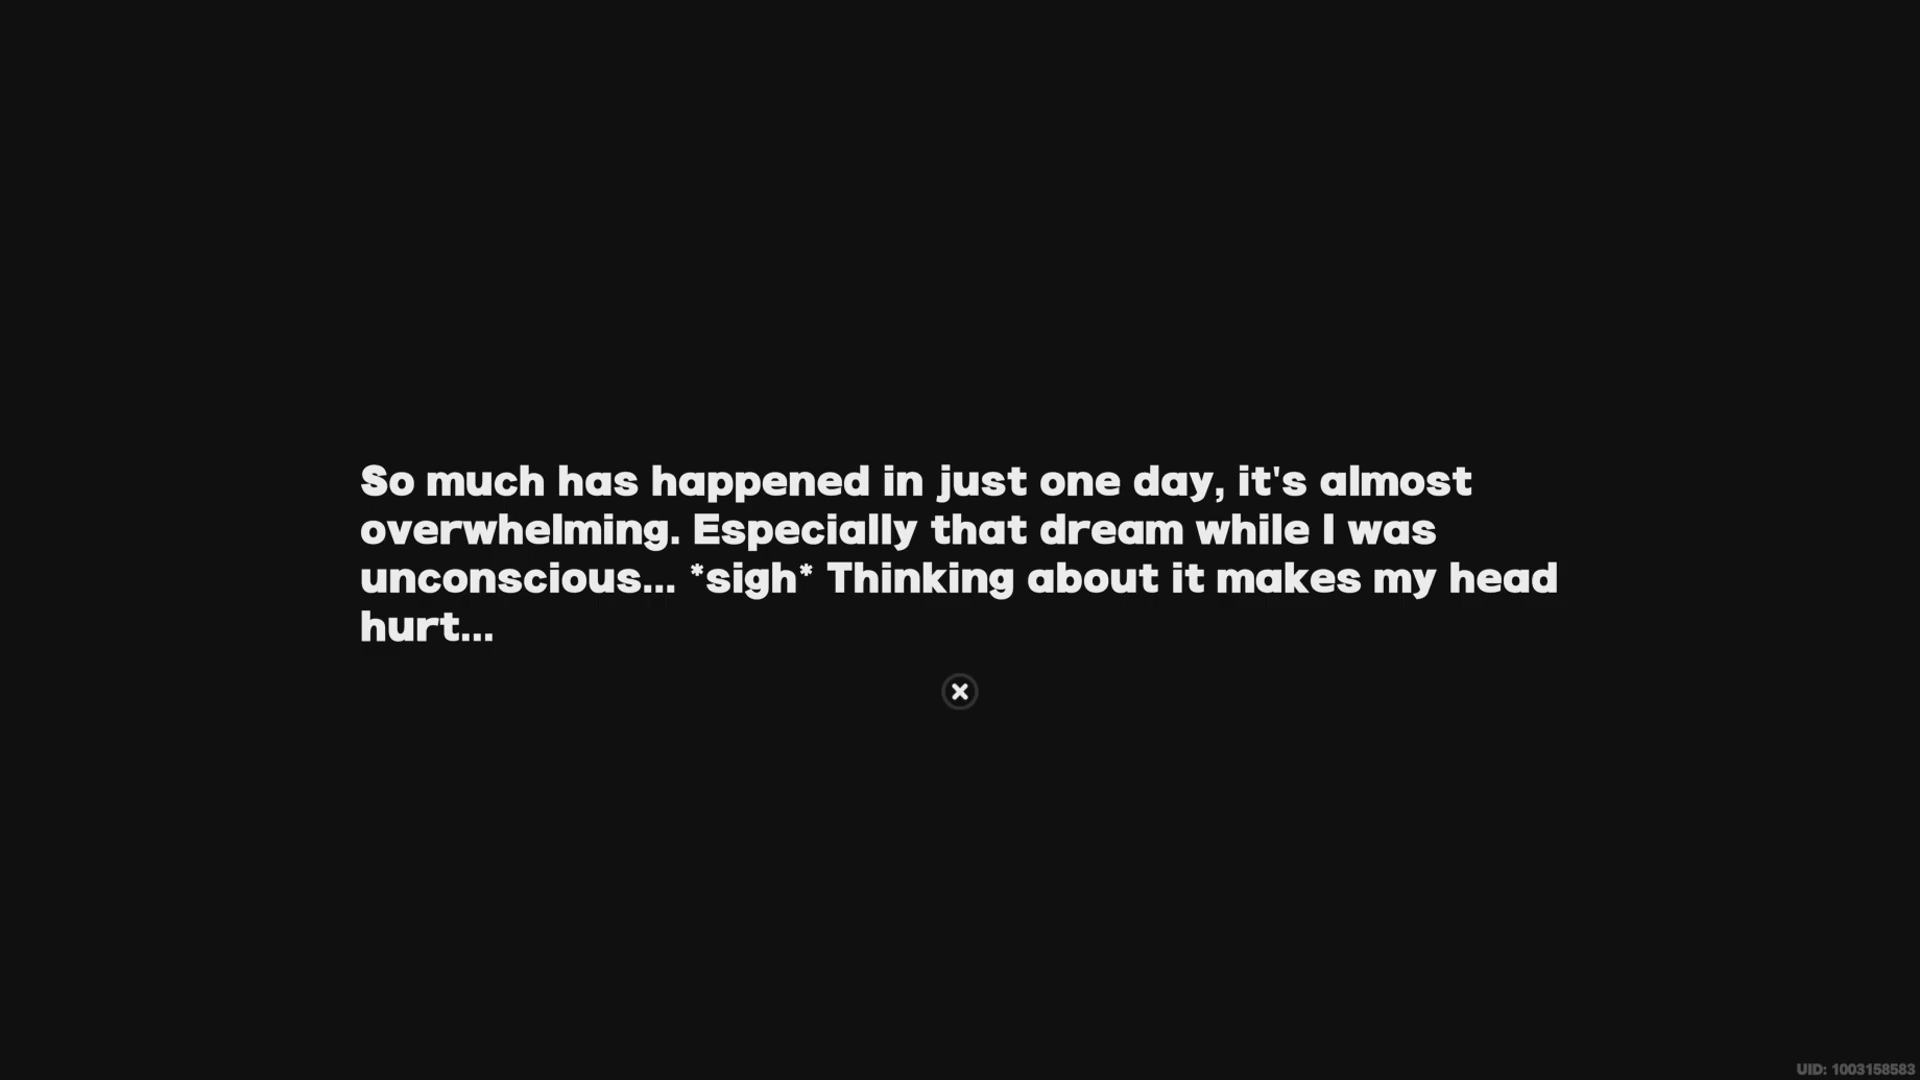 So much has happened in just one day, it's almost
overwhelming. Especially that dream while I was
unconscious... *sigh* Thinking about it makes my head
hurt...
UID: 1003158583